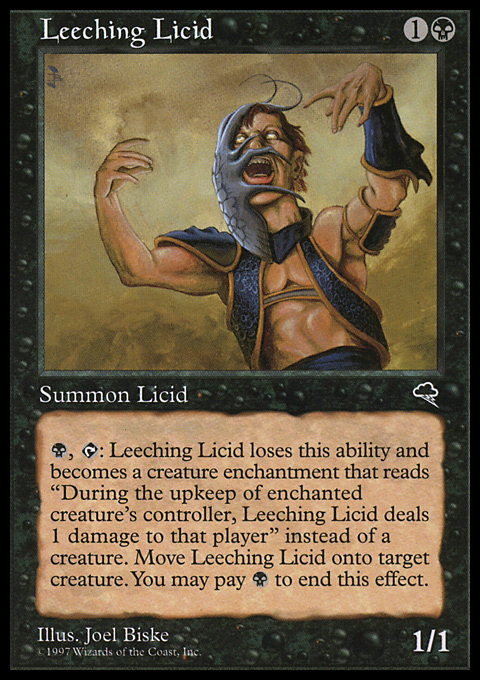 Leeching Licid 1
Summon Licid
, : Leeching Licid loses this ability and
becomes a creature enchantment that reads
“During the upkeep of enchanted
creature’s controller, Leeching Licid deals
1 damage to that player” instead of a
creature. Move Leeching Licid onto target
creature. You may pay to end this effect.
Illus. Joel Biske
©1997 Wizards of the Coast, Inc.
1/1